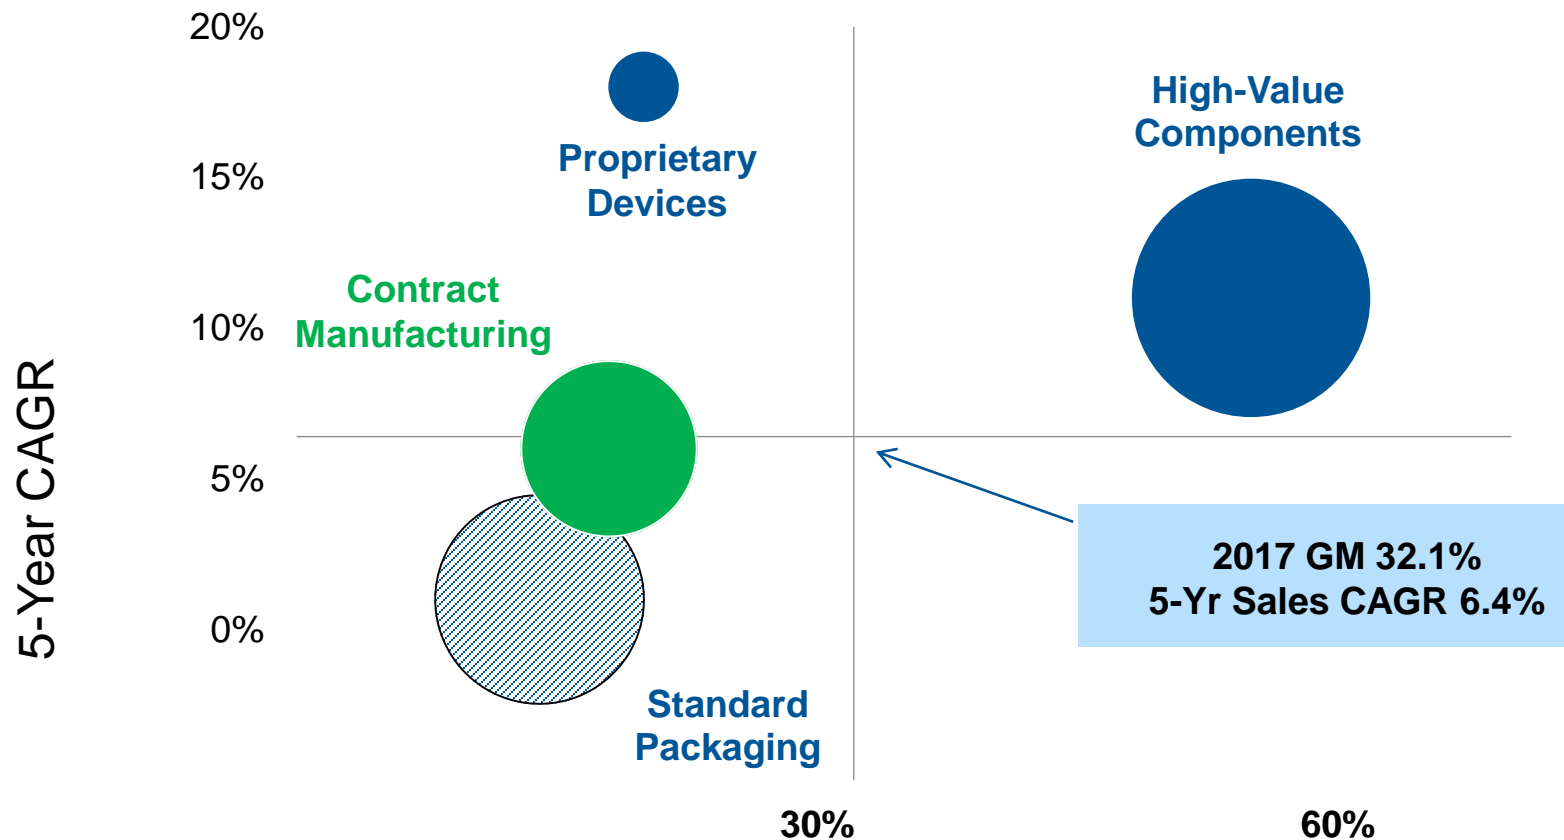 20%
High-Value
Components
Proprietary
Devices
15%
Contract
Manufacturing
10%
5-Year CAGR
5%
2017 GM 32.1%
5-Yr Sales CAGR 6.4%
0%
Standard
Packaging
30%
60%